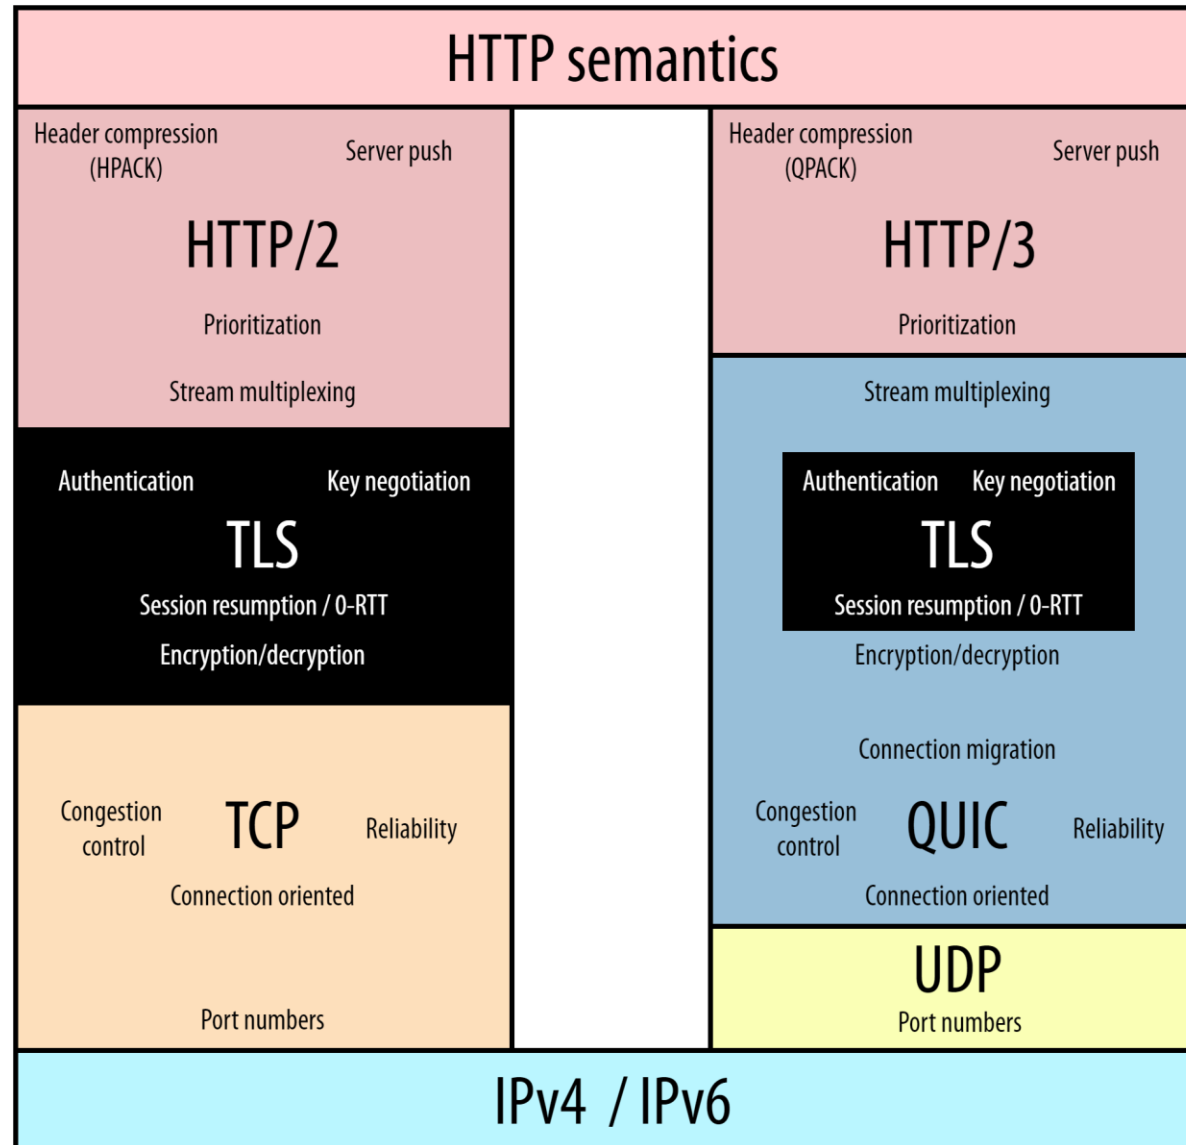 HTTP semantics
Header compression
(HPACK)
Server push
HTTP/2
Prioritization
Stream multiplexing
Authentication
Key negotiation
TLS
Session resumption / 0-RTT
Encryption/decryption
Congestion
control
TCP
Reliability
Connection oriented
Port numbers
Header compression
(QPACK)
Server push
HTTP/3
Prioritization
Stream multiplexing
Authentication
Key negotiation
TLS
Session resumption / 0-RTT
Encryption/decryption
Connection migration
Congestion
control
QUIC
Reliability
Connection oriented
UDP
Port numbers
IPv4 / IPv6